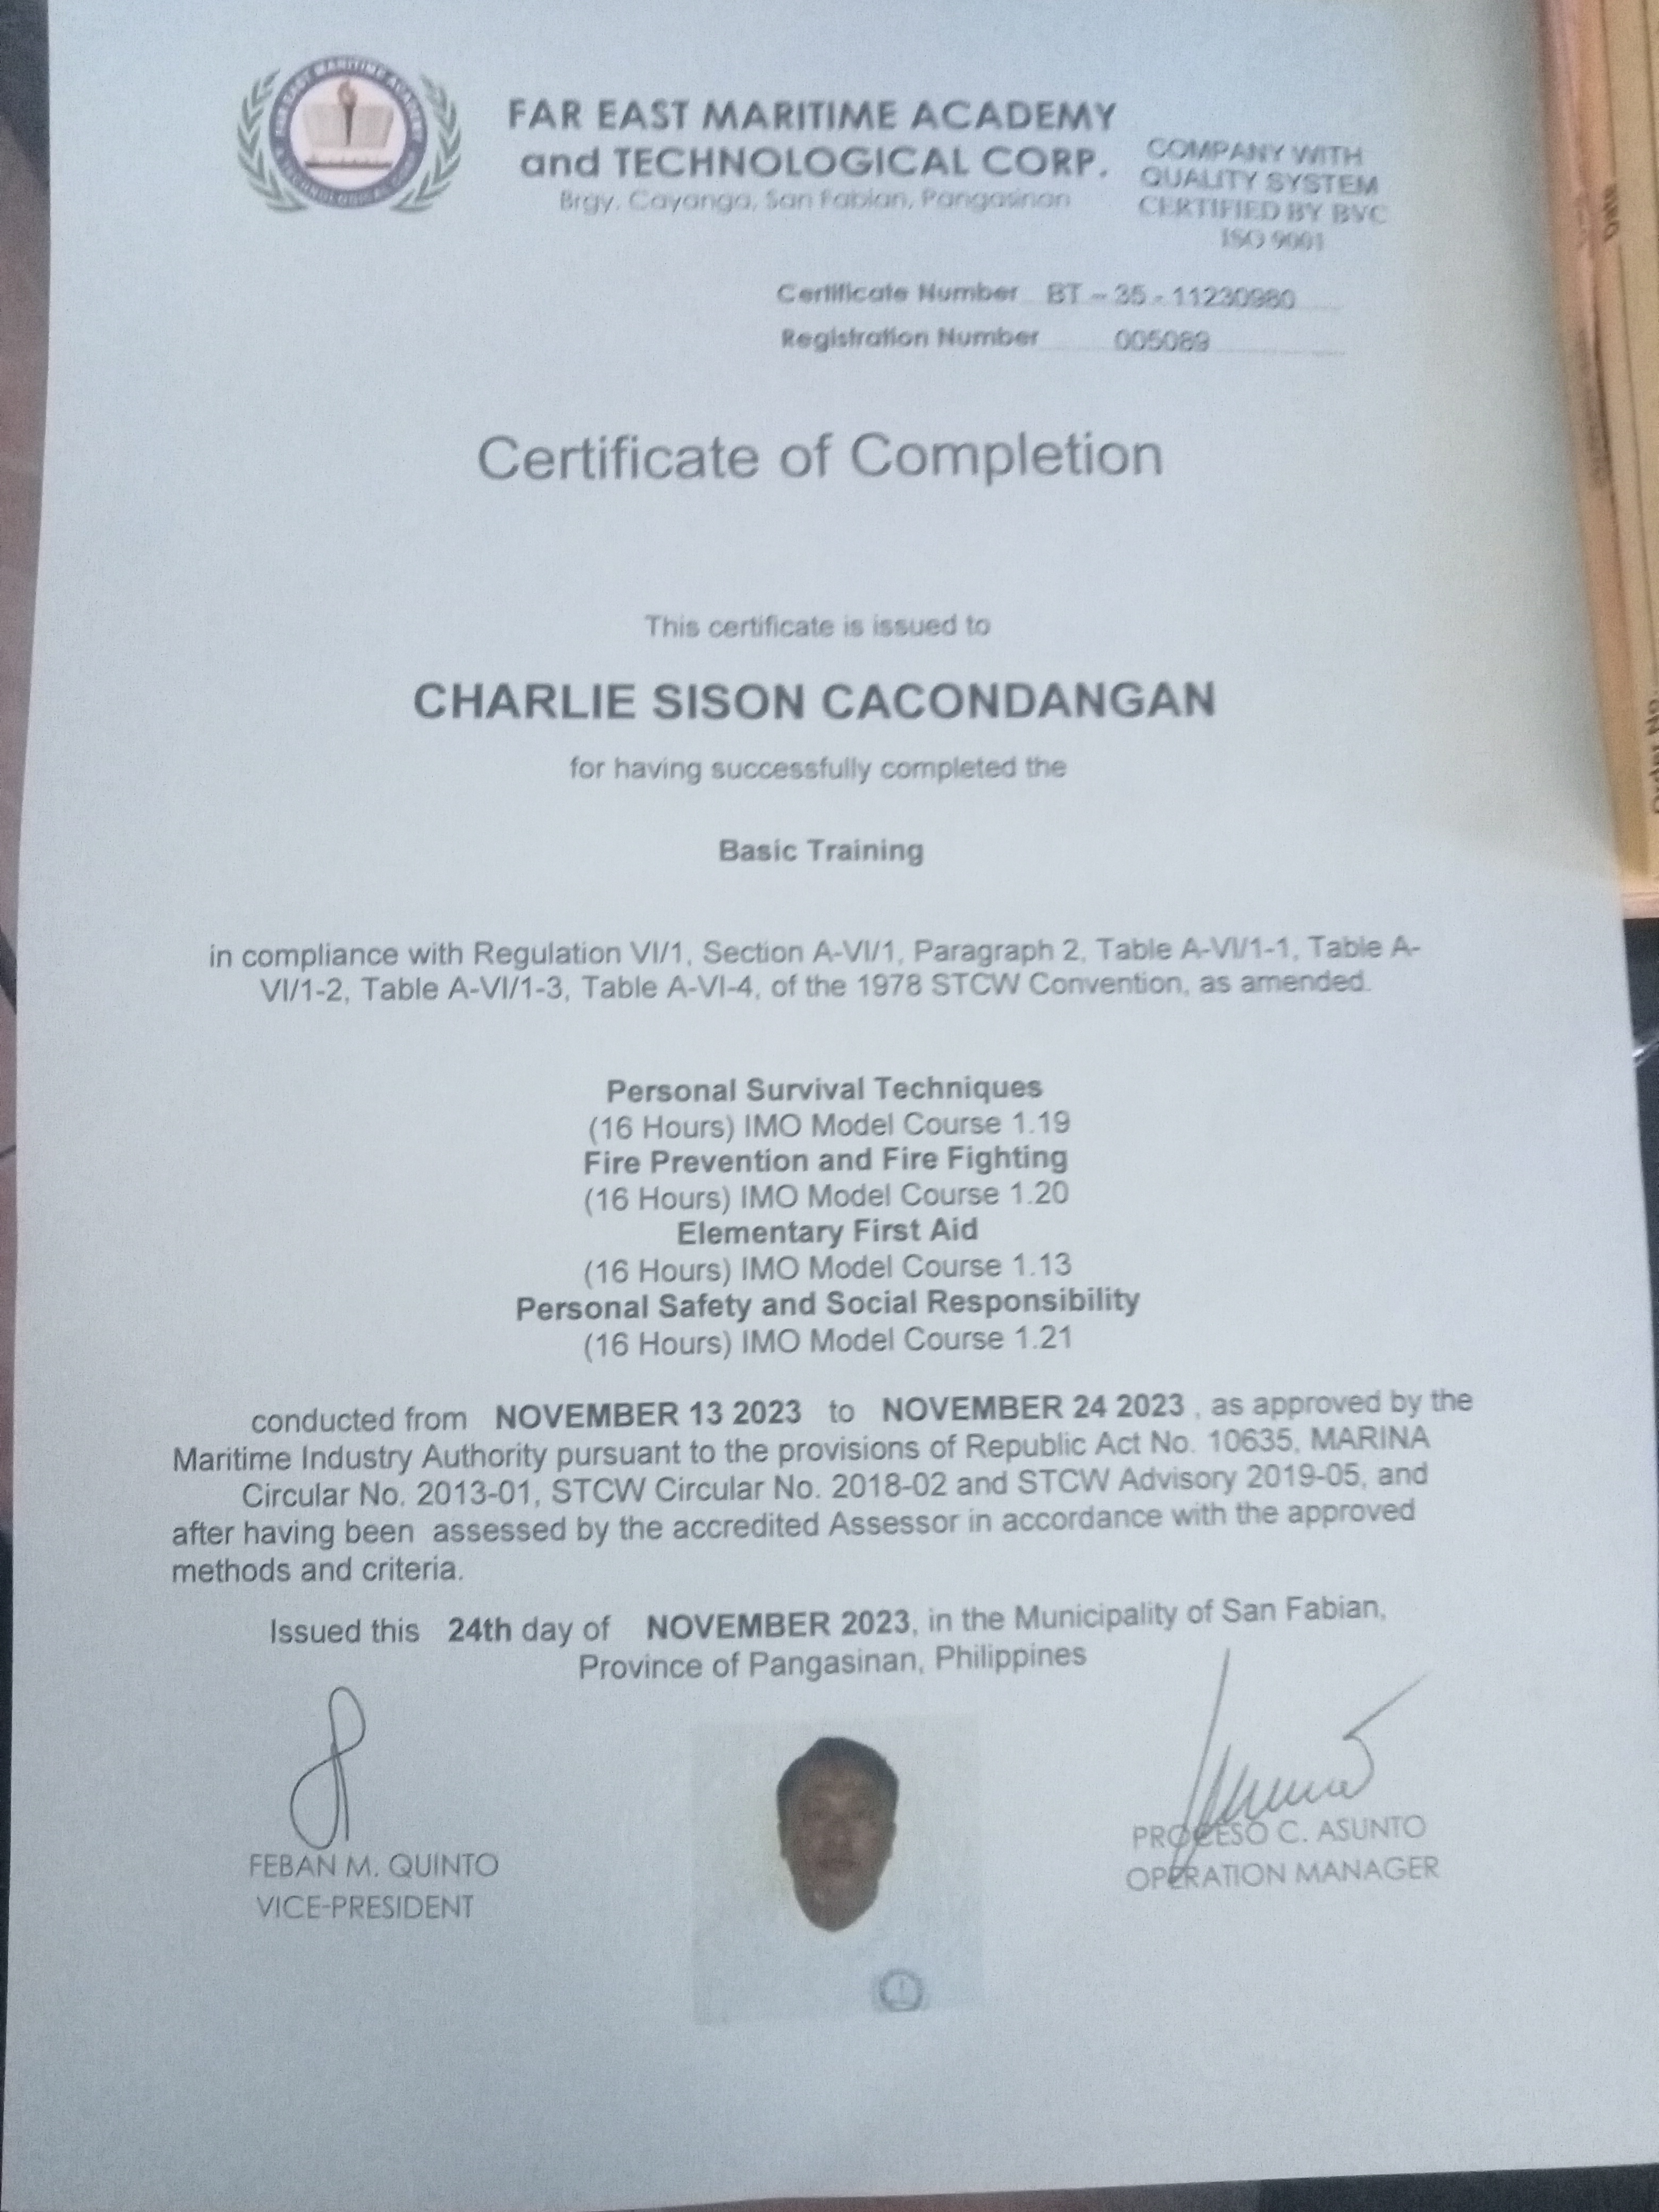 FAR EAST MARITIME ACADEMY
and TECHNOLOGICAL CORP.
Brgy. Cayanga, San Fabian, Pangasinan
COMPANY WITH
QUALITY SYSTEM
CERTIFIED BY BVC
ISO 9001
Certificate Number BT - 35 - 11230980
Registration Number 005089
Certificate of Completion
This certificate is issued to
CHARLIE SISON CACONDANGAN
for having successfully completed the
Basic Training
in compliance with Regulation VI/1, Section A-VI/1, Paragraph 2, Table A-VI/1-1, Table A-
VI/1-2, Table A-VI/1-3, Table A-VI-4, of the 1978 STCW Convention, as amended.
Personal Survival Techniques
(16 Hours) IMO Model Course 1.19
Fire Prevention and Fire Fighting
(16 Hours) IMO Model Course 1.20
Elementary First Aid
(16 Hours) IMO Model Course 1.13
Personal Safety and Social Responsibility
(16 Hours) IMO Model Course 1.21
conducted from NOVEMBER 13 2023 to NOVEMBER 24 2023 , as approved by the
Maritime Industry Authority pursuant to the provisions of Republic Act No. 10635, MARINA
Circular No. 2013-01, STCW Circular No. 2018-02 and STCW Advisory 2019-05, and
after having been assessed by the accredited Assessor in accordance with the approved
methods and criteria.
Issued this 24th day of NOVEMBER 2023, in the Municipality of San Fabian,
Province of Pangasinan, Philippines
FEBAN M. QUINTO
VICE-PRESIDENT
PROCESO C. ASUNTO
OPERATION MANAGER
Order No.